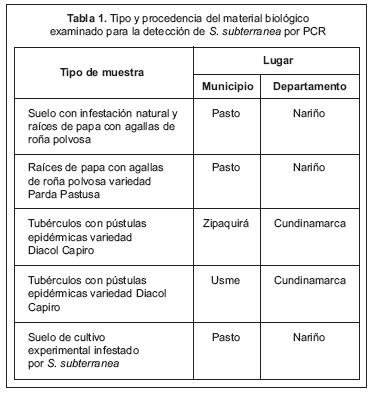 Tabla 1. Tipo y procedencia del material biológico
examinado para la detección de S. subterranea por PCR
Tipo de muestra
Lugar
Municipio
Departamento
Suelo con infestación natural y
raíces de papa con agallas de
roña polvosa
Pasto
Nariño
Raíces de papa con agallas
de roña polvosa variedad
Parda Pastusa
Pasto
Nariño
Tubérculos con pústulas
epidérmicas variedad
Diacol Capiro
Zipaquirá
Cundinamarca
Tubérculos con pústulas
epidérmicas variedad Diacol
Capiro
Usme
Cundinamarca
Suelo de cultivo
experimental infestado
por S. subterranea
Pasto
Nariño